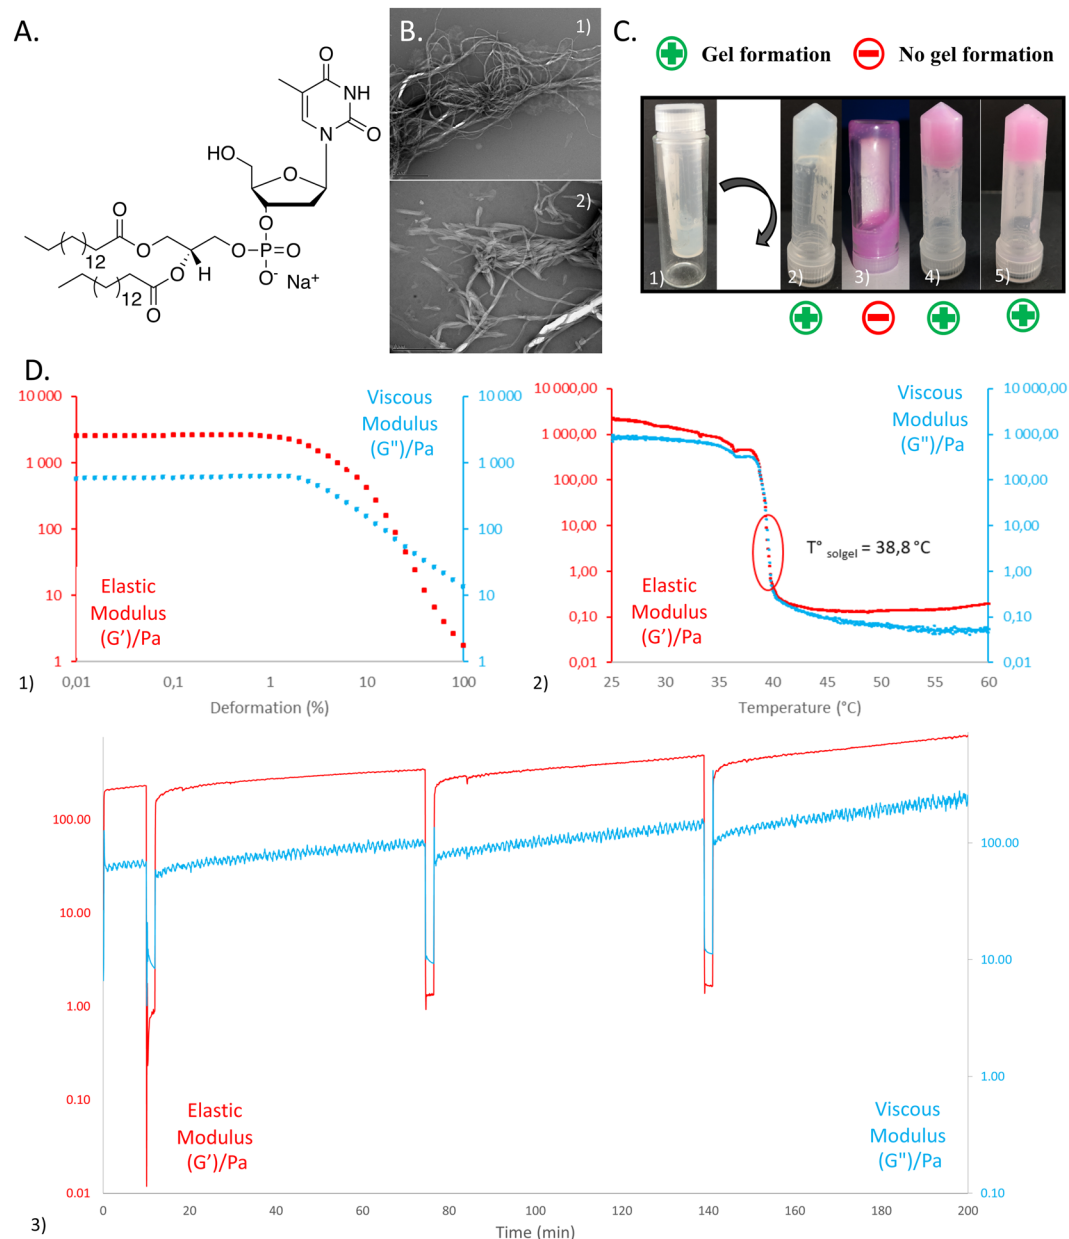 A.
O
NH
N
O
HO
O
O
O
O
O
P
O
O-
Na+
12
O
H
12
O
B.
1)
2)
C.
+ Gel formation
− No gel formation
1)
2)
3)
4)
5)
D.
10 000
1 000
100
10
1
Viscous
Modulus
(G")/Pa
10 000
1 000
100
10
1
Elastic
Modulus
(G')/Pa
0,01
0,1
1
10
100
Deformation (%)
1)
10 000,00
1 000,00
100,00
10,00
1,00
0,10
0,01
Viscous
Modulus
(G")/Pa
10 000,00
1 000,00
100,00
10,00
1,00
0,10
0,01
T° solgel = 38,8 °C
Elastic
Modulus
(G')/Pa
25
30
35
40
45
50
55
60
Temperature (°C)
2)
100.00
10.00
1.00
0.10
0.01
100.00
10.00
1.00
0.10
Elastic
Modulus
(G')/Pa
Viscous
Modulus
(G")/Pa
0
20
40
60
80
100
120
140
160
180
200
Time (min)
3)